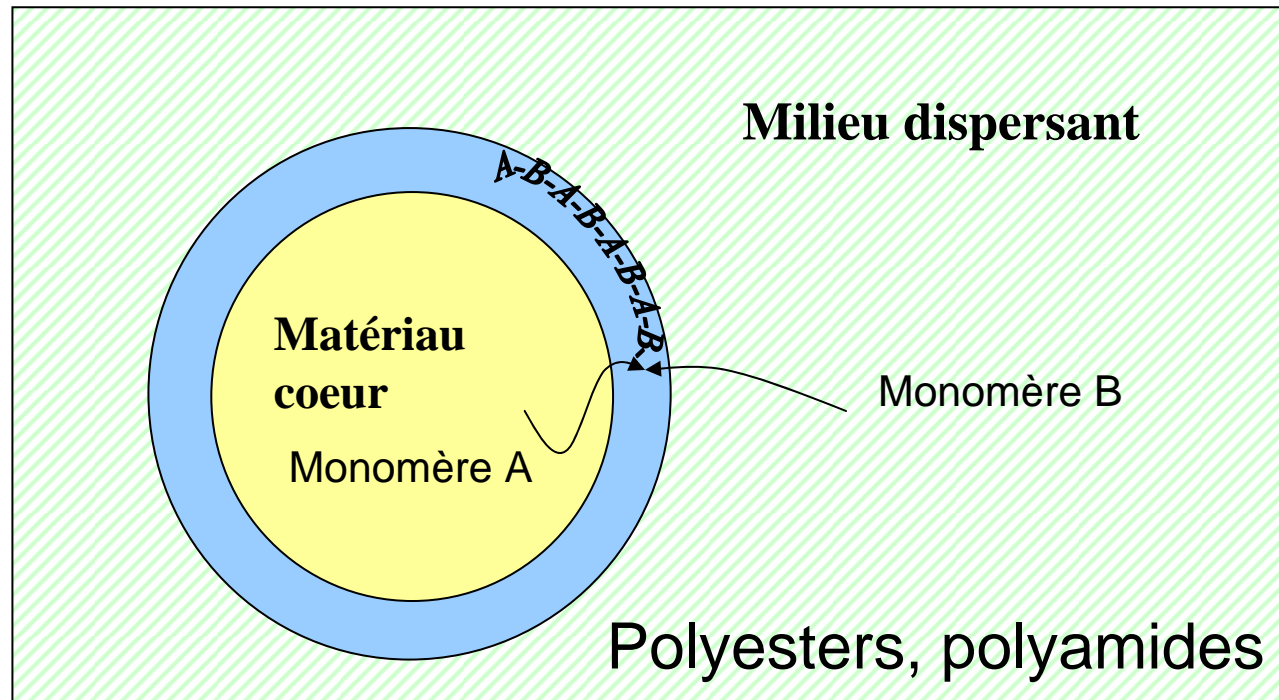 Milieu dispersant
A-B-A-B-A-B-A-B
Matériau
coeur
Monomère B
Monomère A
Polyesters, polyamides